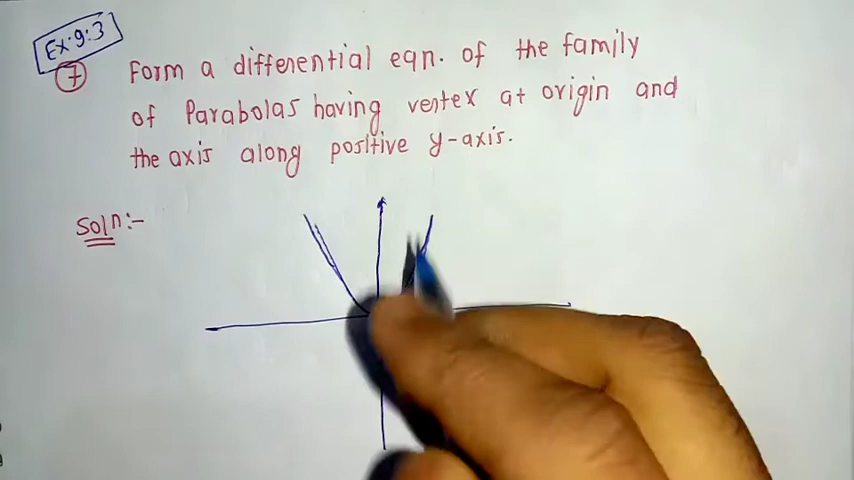 Ex:9.3
7 Form a differential eqn. of the family
of Parabolas having vertex at origin and
the axis along positive y-axis.
Soln:-